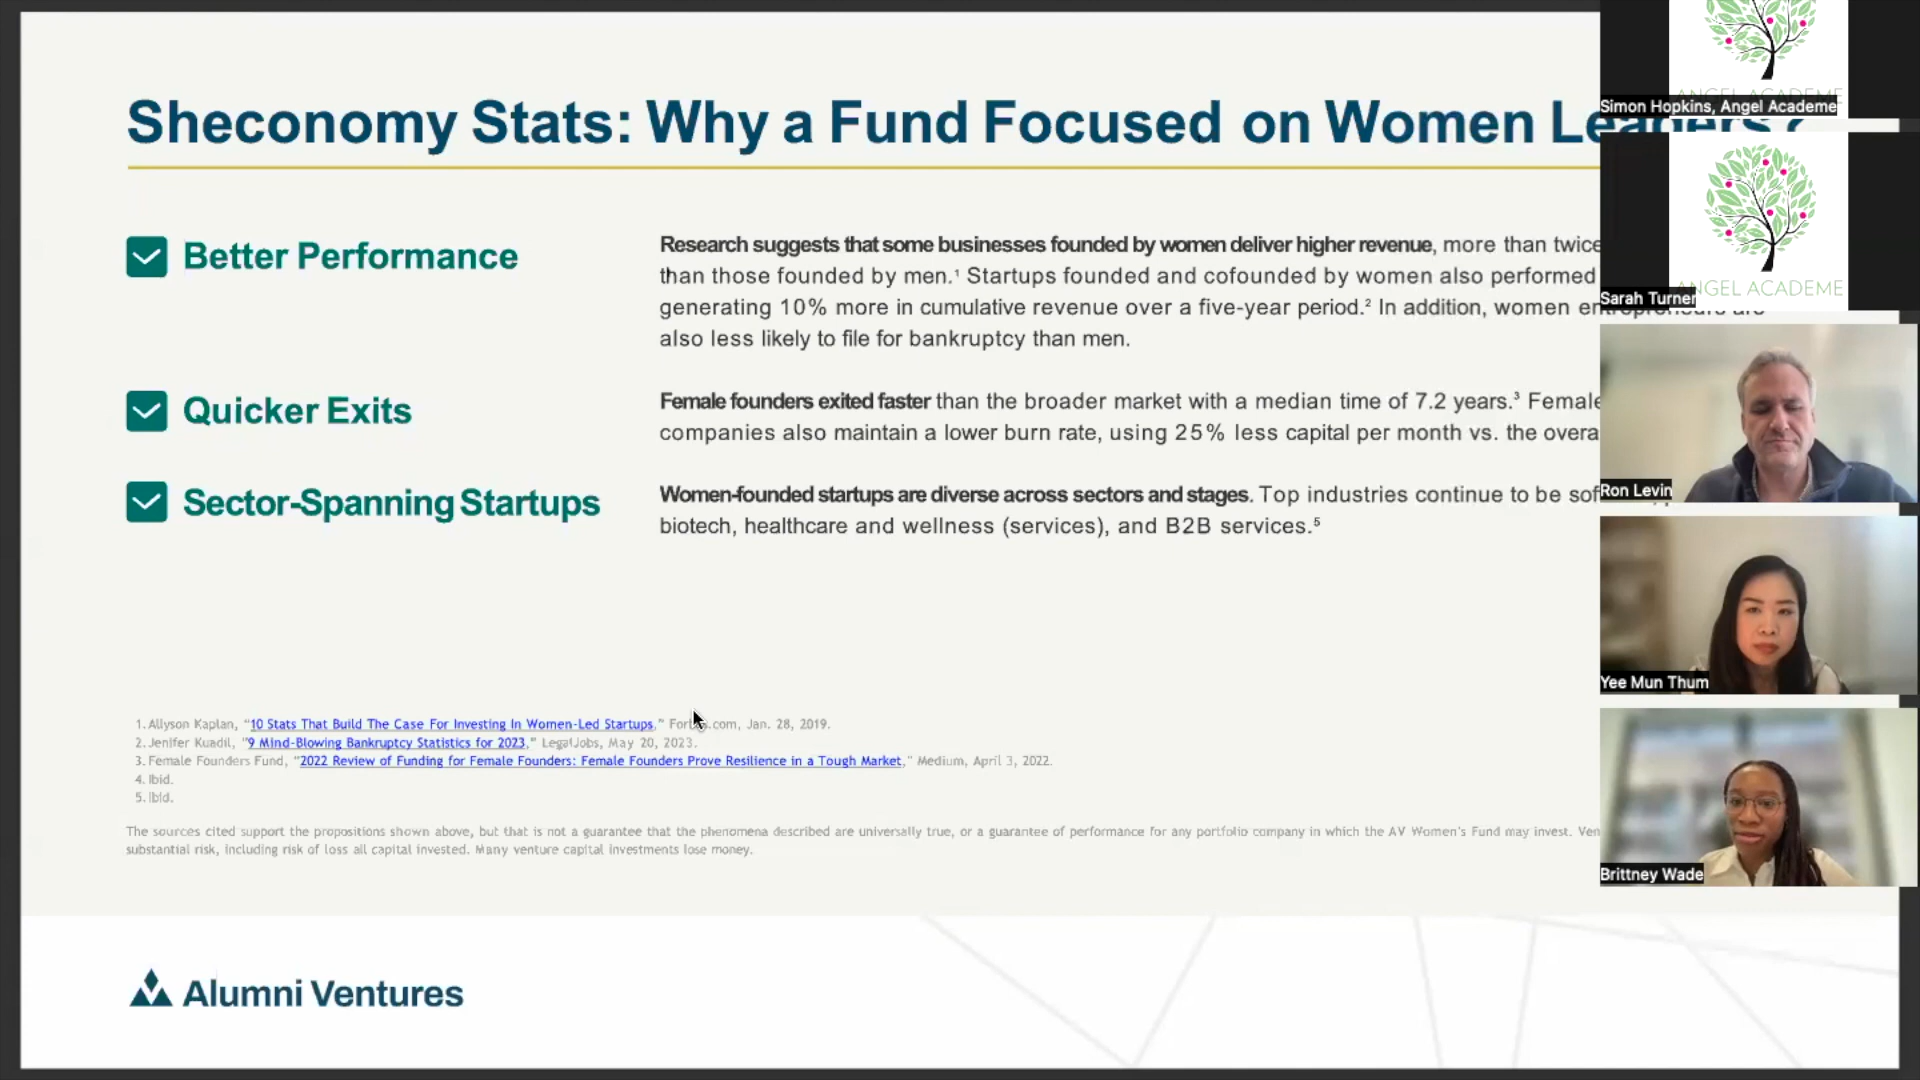 Sheconomy Stats: Why a Fund Focused on Women Leaders?
Better Performance
Research suggests that some businesses founded by women deliver higher revenue, more than twice
than those founded by men.¹ Startups founded and cofounded by women also performed
generating 10% more in cumulative revenue over a five-year period.² In addition, women entrepreneurs are
also less likely to file for bankruptcy than men.
Quicker Exits
Female founders exited faster than the broader market with a median time of 7.2 years.³ Female
companies also maintain a lower burn rate, using 25% less capital per month vs. the
Sector-Spanning Startups
Women-founded startups are diverse across sectors and stages. Top industries continue to be
biotech, healthcare and wellness (services), and B2B services.⁵
1. Allyson Kaplan, "10 Stats That Build The Case For Investing In Women-Led Startups," Forbes.com, Jan. 28, 2019.
2. Jenifer Kuadil, "9 Mind-Blowing Bankruptcy Statistics for 2023," LegalJobs, May 20, 2023.
3. Female Founders Fund, "2022 Review of Funding for Female Founders: Female Founders Prove Resilience in a Tough Market," Medium, April 3, 2022.
4. Ibid.
5. Ibid.
The sources cited support the propositions shown above, but that is not a guarantee that the phenomena described are universally true, or a guarantee of performance for any portfolio company in which the AV Women's Fund may invest.
substantial risk, including risk of loss all capital invested. Many venture capital investments lose money.
Alumni Ventures
ANGEL ACADEME
Simon Hopkins, Angel Academe
ANGEL ACADEME
Sarah Turner
Ron Levin
Yee Mun Thum
Brittney Wade